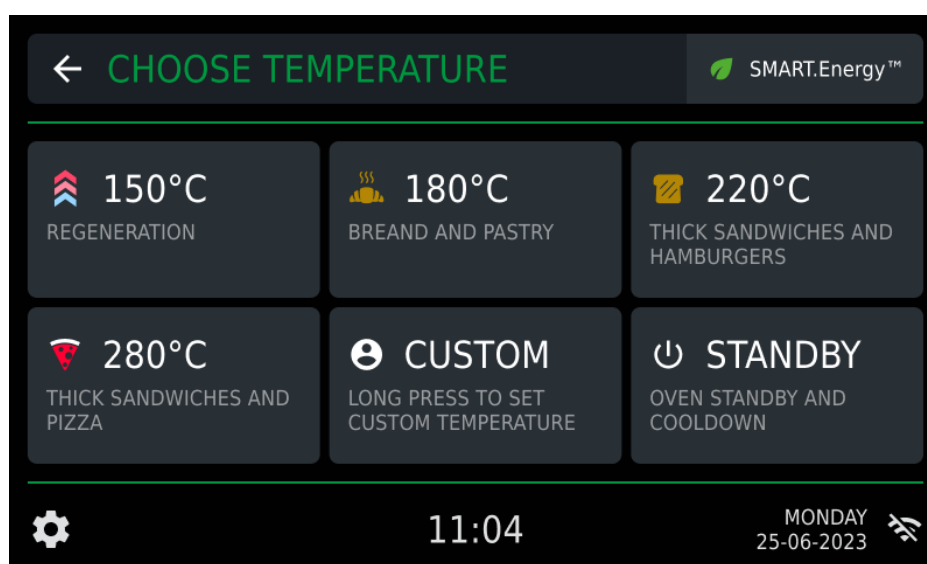 CHOOSE TEMPERATURE
SMART.Energy™
150°C
REGENERATION
180°C
BREAND AND PASTRY
220°C
THICK SANDWICHES AND
HAMBURGERS
280°C
THICK SANDWICHES AND
PIZZA
CUSTOM
LONG PRESS TO SET
CUSTOM TEMPERATURE
STANDBY
OVEN STANDBY AND
COOLDOWN
11:04
MONDAY
25-06-2023